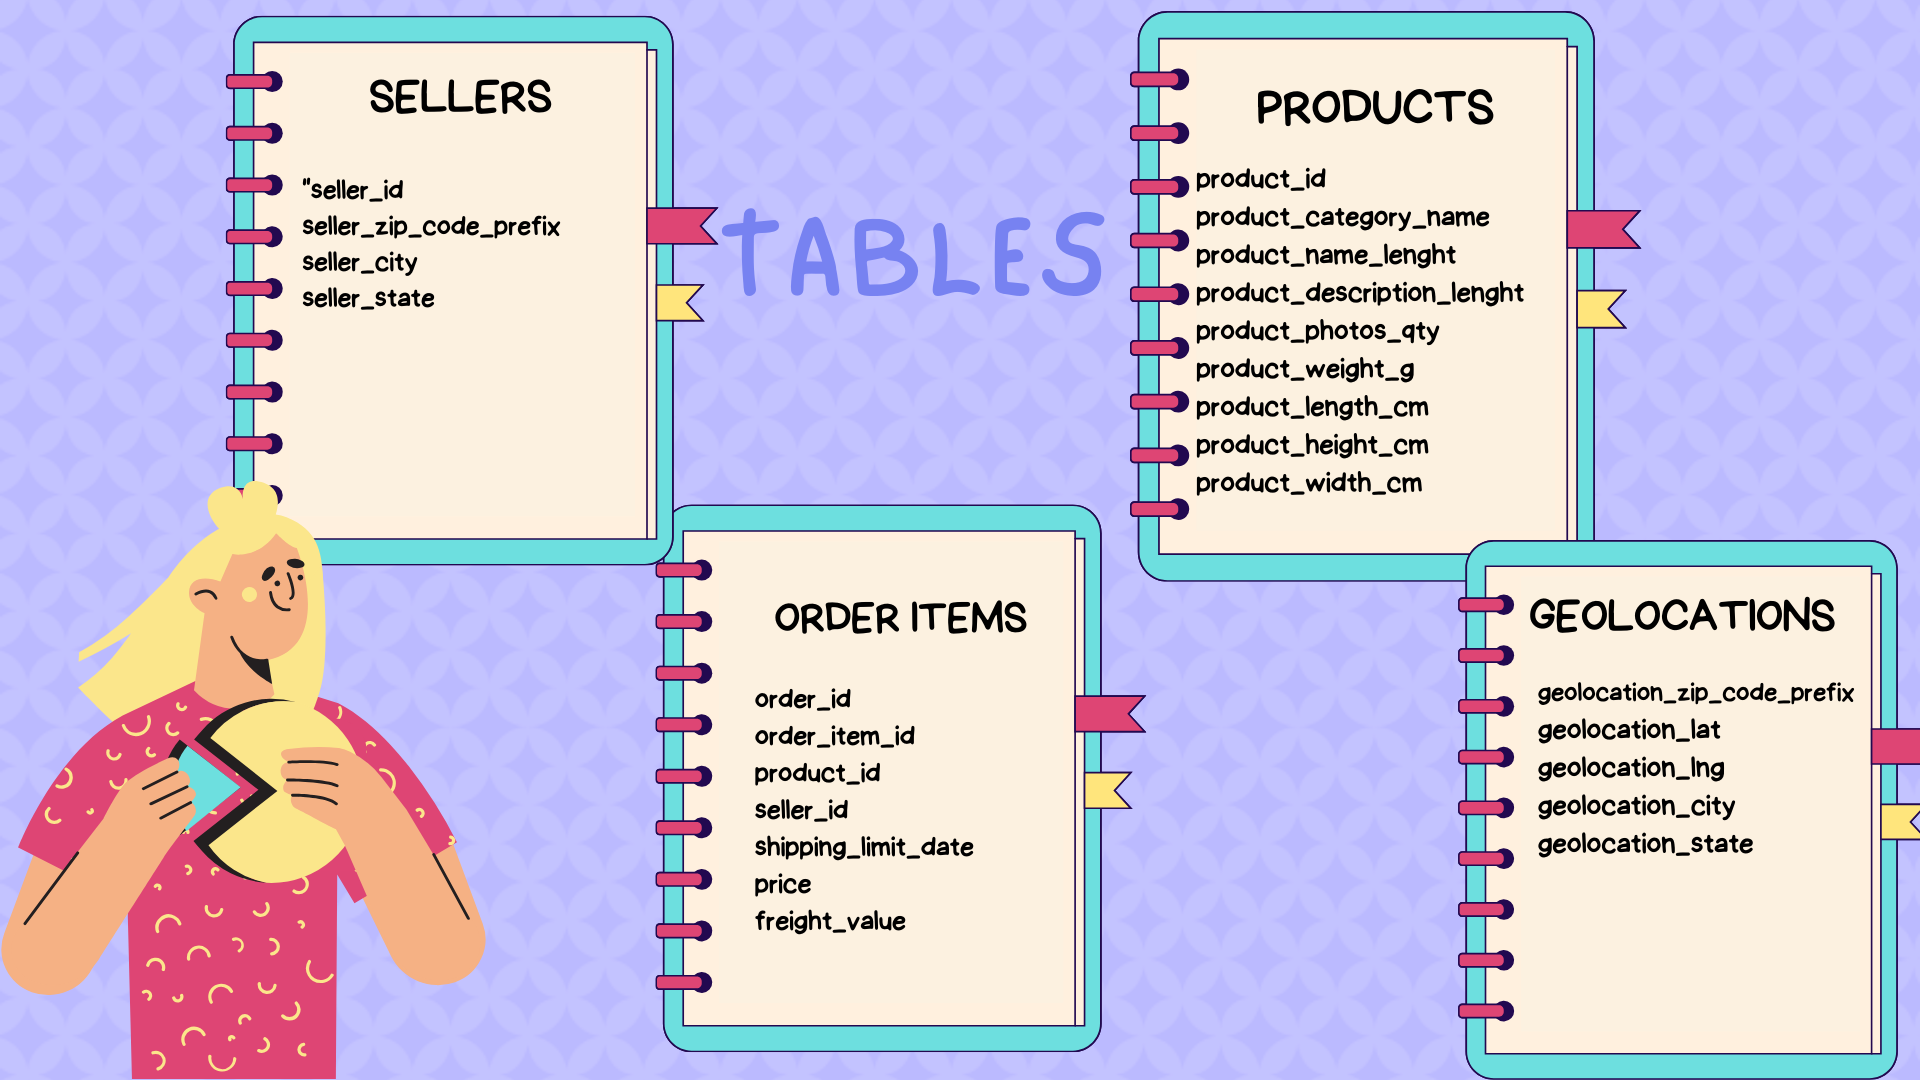 SELLERS
"seller_id
seller_zip_code_prefix
seller_city
seller_state
TABLES
PRODUCTS
product_id
product_category_name
product_name_lenght
product_description_lenght
product_photos_qty
product_weight_g
product_length_cm
product_height_cm
product_width_cm
ORDER ITEMS
order_id
order_item_id
product_id
seller_id
shipping_limit_date
price
freight_value
GEOLOCATIONS
geolocation_zip_code_prefix
geolocation_lat
geolocation_lng
geolocation_city
geolocation_state